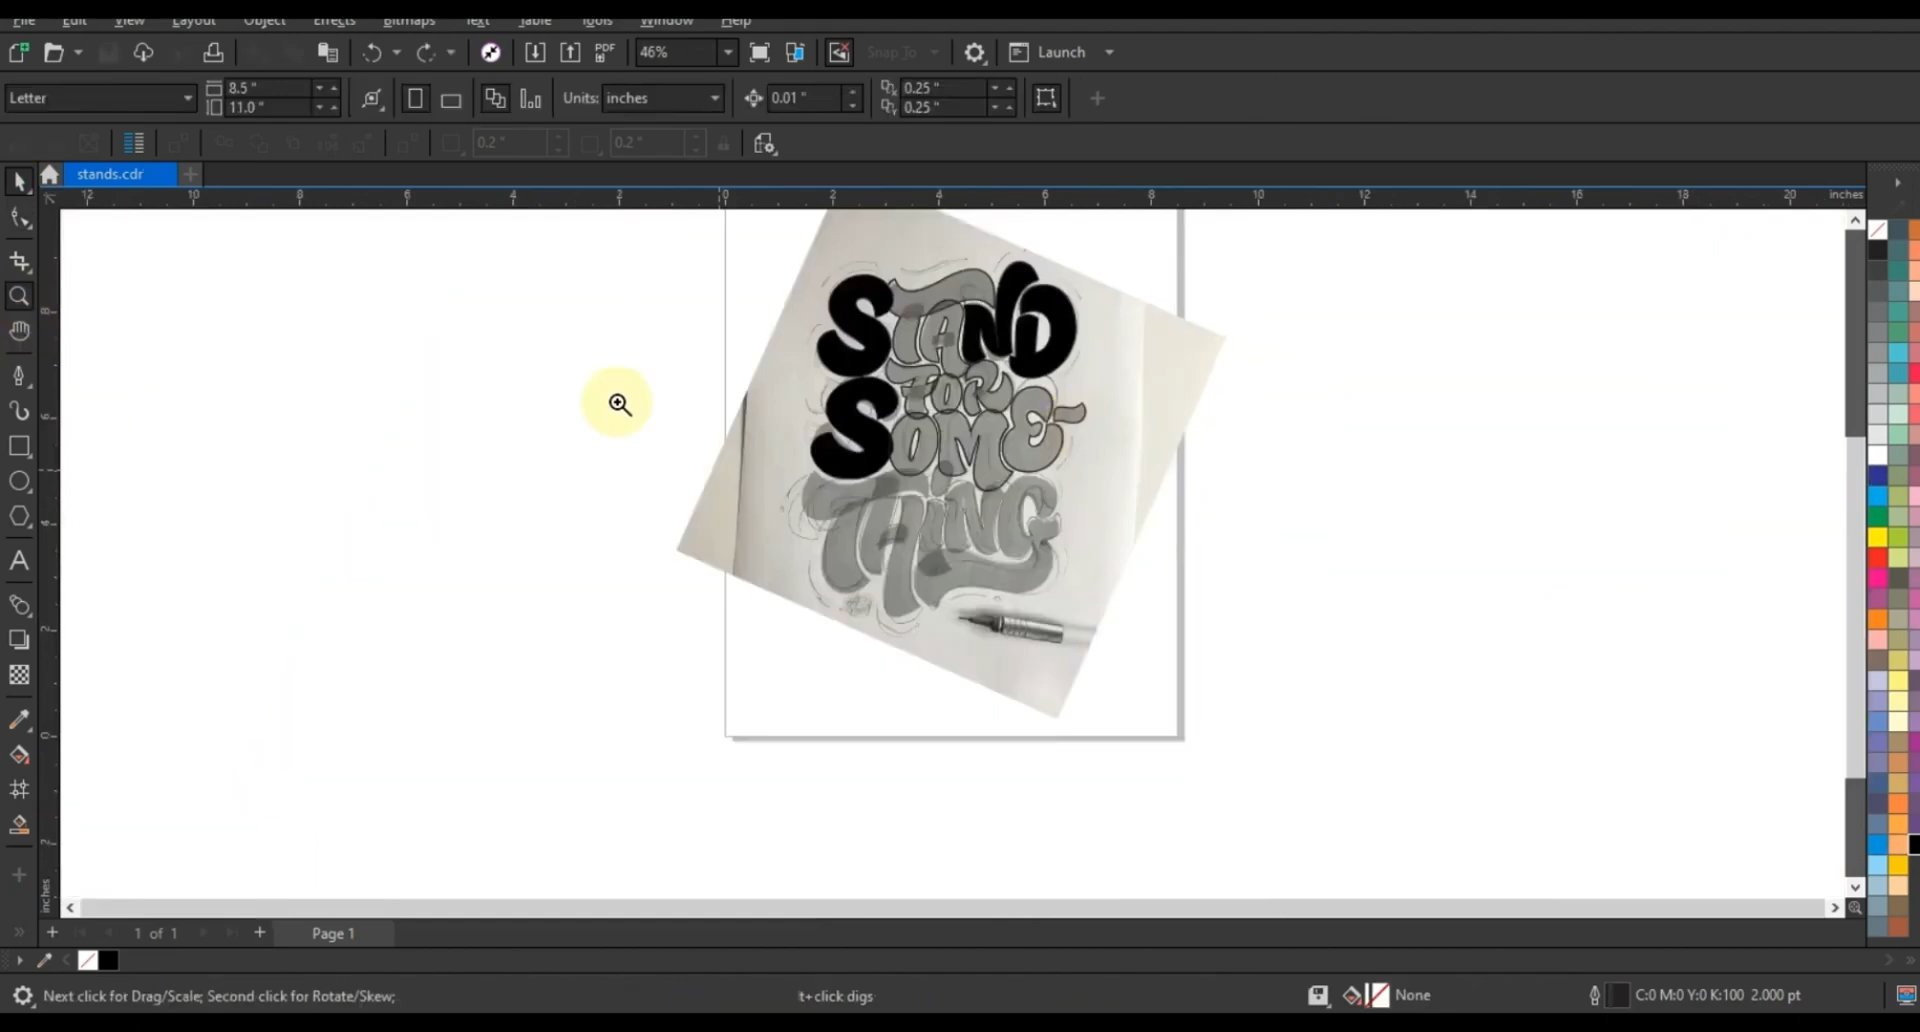 File Edit View Layout Object Effects Bitmaps Text Table Tools Window Help
46% Snap To Launch
Letter 8.5 " Units: inches 0.01 " 0.25 "
11.0 " 0.25 "
0.2 " 0.2 "
stands.cdr
12 10 8 6 4 2 0 2 4 6 8 10 12 14 16 18 20 inches
STAND
FOR
SOME-
THING
inches
1 of 1 Page 1
Next click for Drag/Scale; Second click for Rotate/Skew; t+click digs None C:0 M:0 Y:0 K:100 2.000 pt